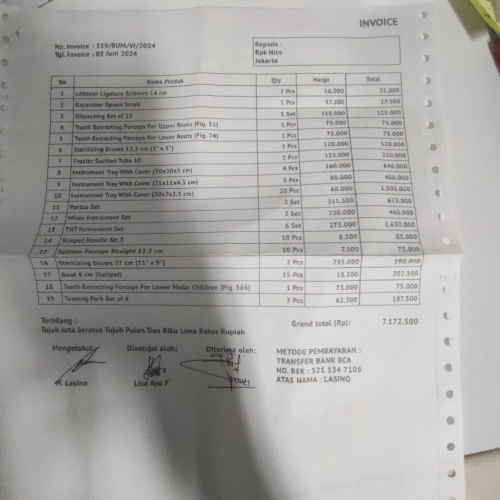 INVOICE
No. Invoice : 359/BUM/VI/2024
Tgl. Invoice : 05 Juni 2024
Kepada :
Bpk Nico
Jakarta
No Nama Produk Qty Harga Total
1 Littauer Ligature Scissors 14 cm 2 Pcs 16.000 32.000
2 Excavator Spoon Small 1 Pcs 17.500 17.500
3 Dissecting Set of 13 1 Set 115.000 115.000
4 Tooth Extracting Forceps For Upper Roots (Fig. 51) 1 Pcs 75.000 75.000
5 Tooth Extracting Forceps For Lower Roots (Fig. 74) 1 Pcs 75.000 75.000
6 Sterilizing Drums 12,5 cm (5" x 5") 1 Pcs 120.000 120.000
7 Frazier Suction Tube 10 2 Pcs 125.000 250.000
8 Instrument Tray With Cover (30x20x5 cm) 4 Pcs 160.000 640.000
9 Instrument Tray With Cover (21x11x4.5 cm) 5 Pcs 80.000 400.000
10 Instrument Tray With Cover (20x7x3.5 cm) 25 Pcs 60.000 1.500.000
11 Partus Set 2 Set 311.500 623.000
12 Minor Instrument Set 2 Set 230.000 460.000
13 THT Instrument Set 6 Set 275.000 1.650.000
14 Scalpel Handle No.3 10 Pcs 8.500 85.000
15 Splinter Forceps Straight cm 10 Pcs 7.500 75.000
16 Sterilizing Drums 27 cm (11" x 9") 2 Pcs 295.000 590.000
17 Bowl 6 cm (Gallpot) 15 Pcs 13.500 202.500
18 Tooth Extracting Forceps For Lower Molar Children (Fig. 566) 1 Pcs 75.000 75.000
19 Tunning Fork Set of 4 3 Pcs 62.500 187.500
Terbilang :
Tujuh Juta Seratus Tujuh Puluh Dua Ribu Lima Ratus Rupiah
Grand total (Rp): 7.172.500
Mengetahui: Disetujui oleh: Diterima oleh:
H. Lasino Lisa Ayu F
METODE PEMBAYARAN :
TRANSFER BANK BCA
NO. REK : 521 134 7105
ATAS NAMA : LASINO